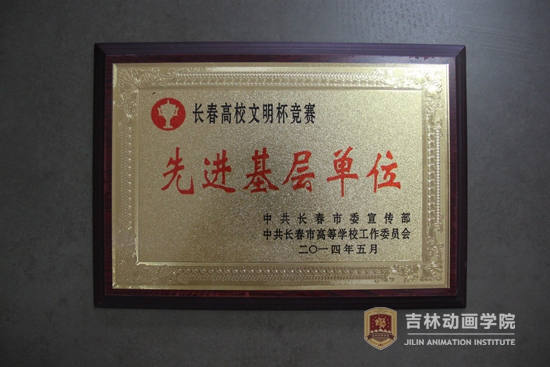 长春高校文明杯竞赛
先进基层单位
中共长春市委宣传部
中共长春市高等学校工作委员会
二〇一四年五月
吉林动画学院
JILIN ANIMATION INSTITUTE